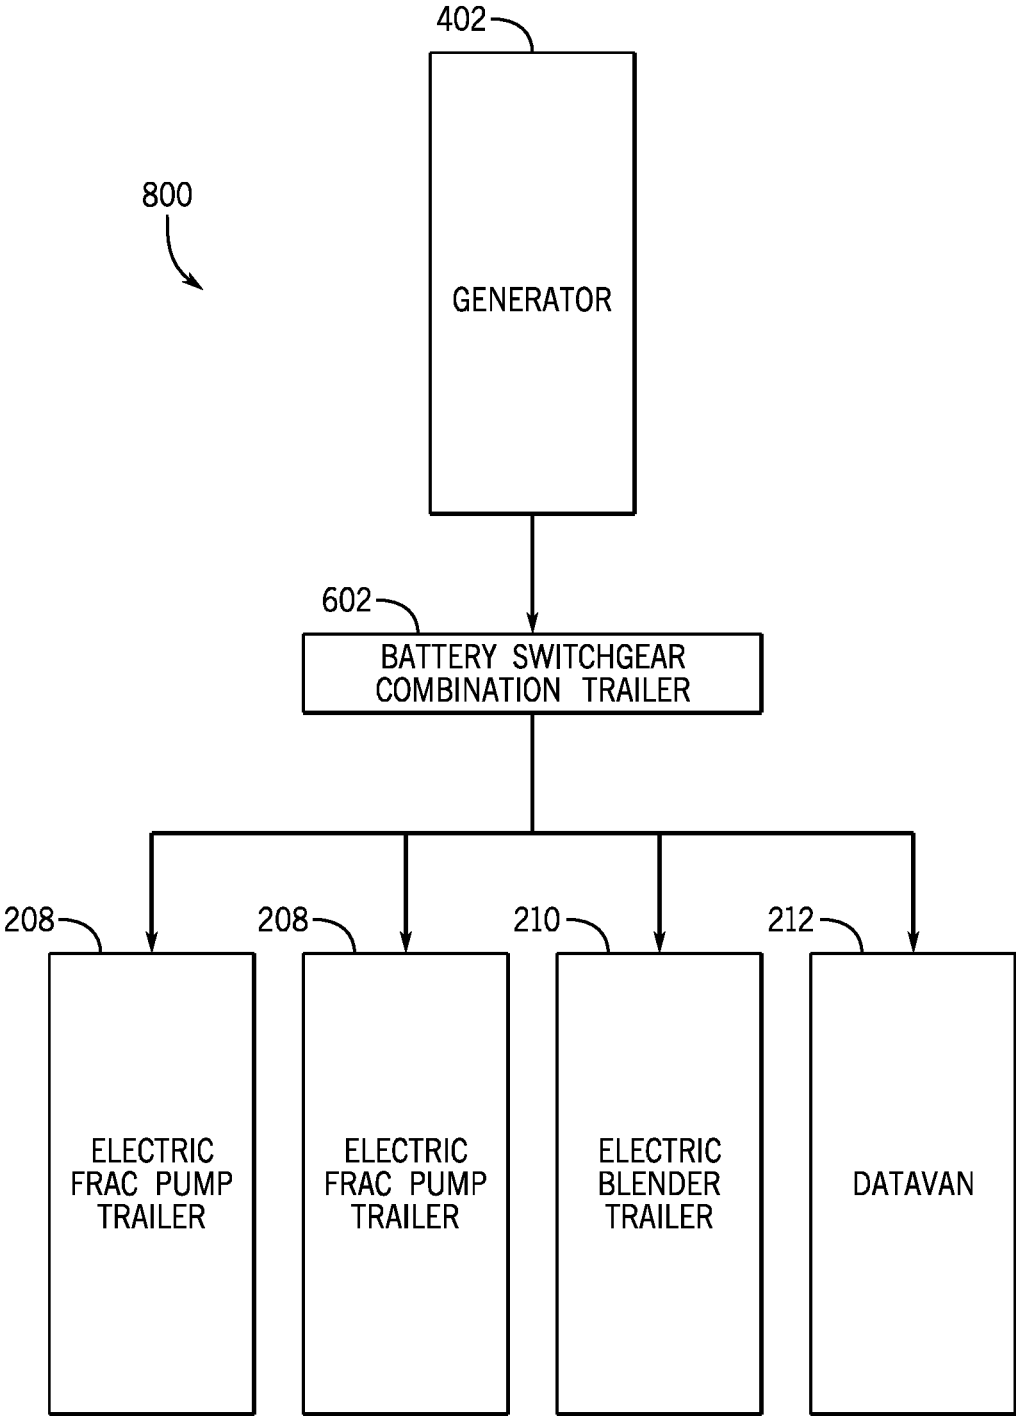 402
800
GENERATOR
602
BATTERY SWITCHGEAR
COMBINATION TRAILER
208
208
210
212
ELECTRIC
FRAC PUMP
TRAILER
ELECTRIC
FRAC PUMP
TRAILER
ELECTRIC
BLENDER
TRAILER
DATAVAN